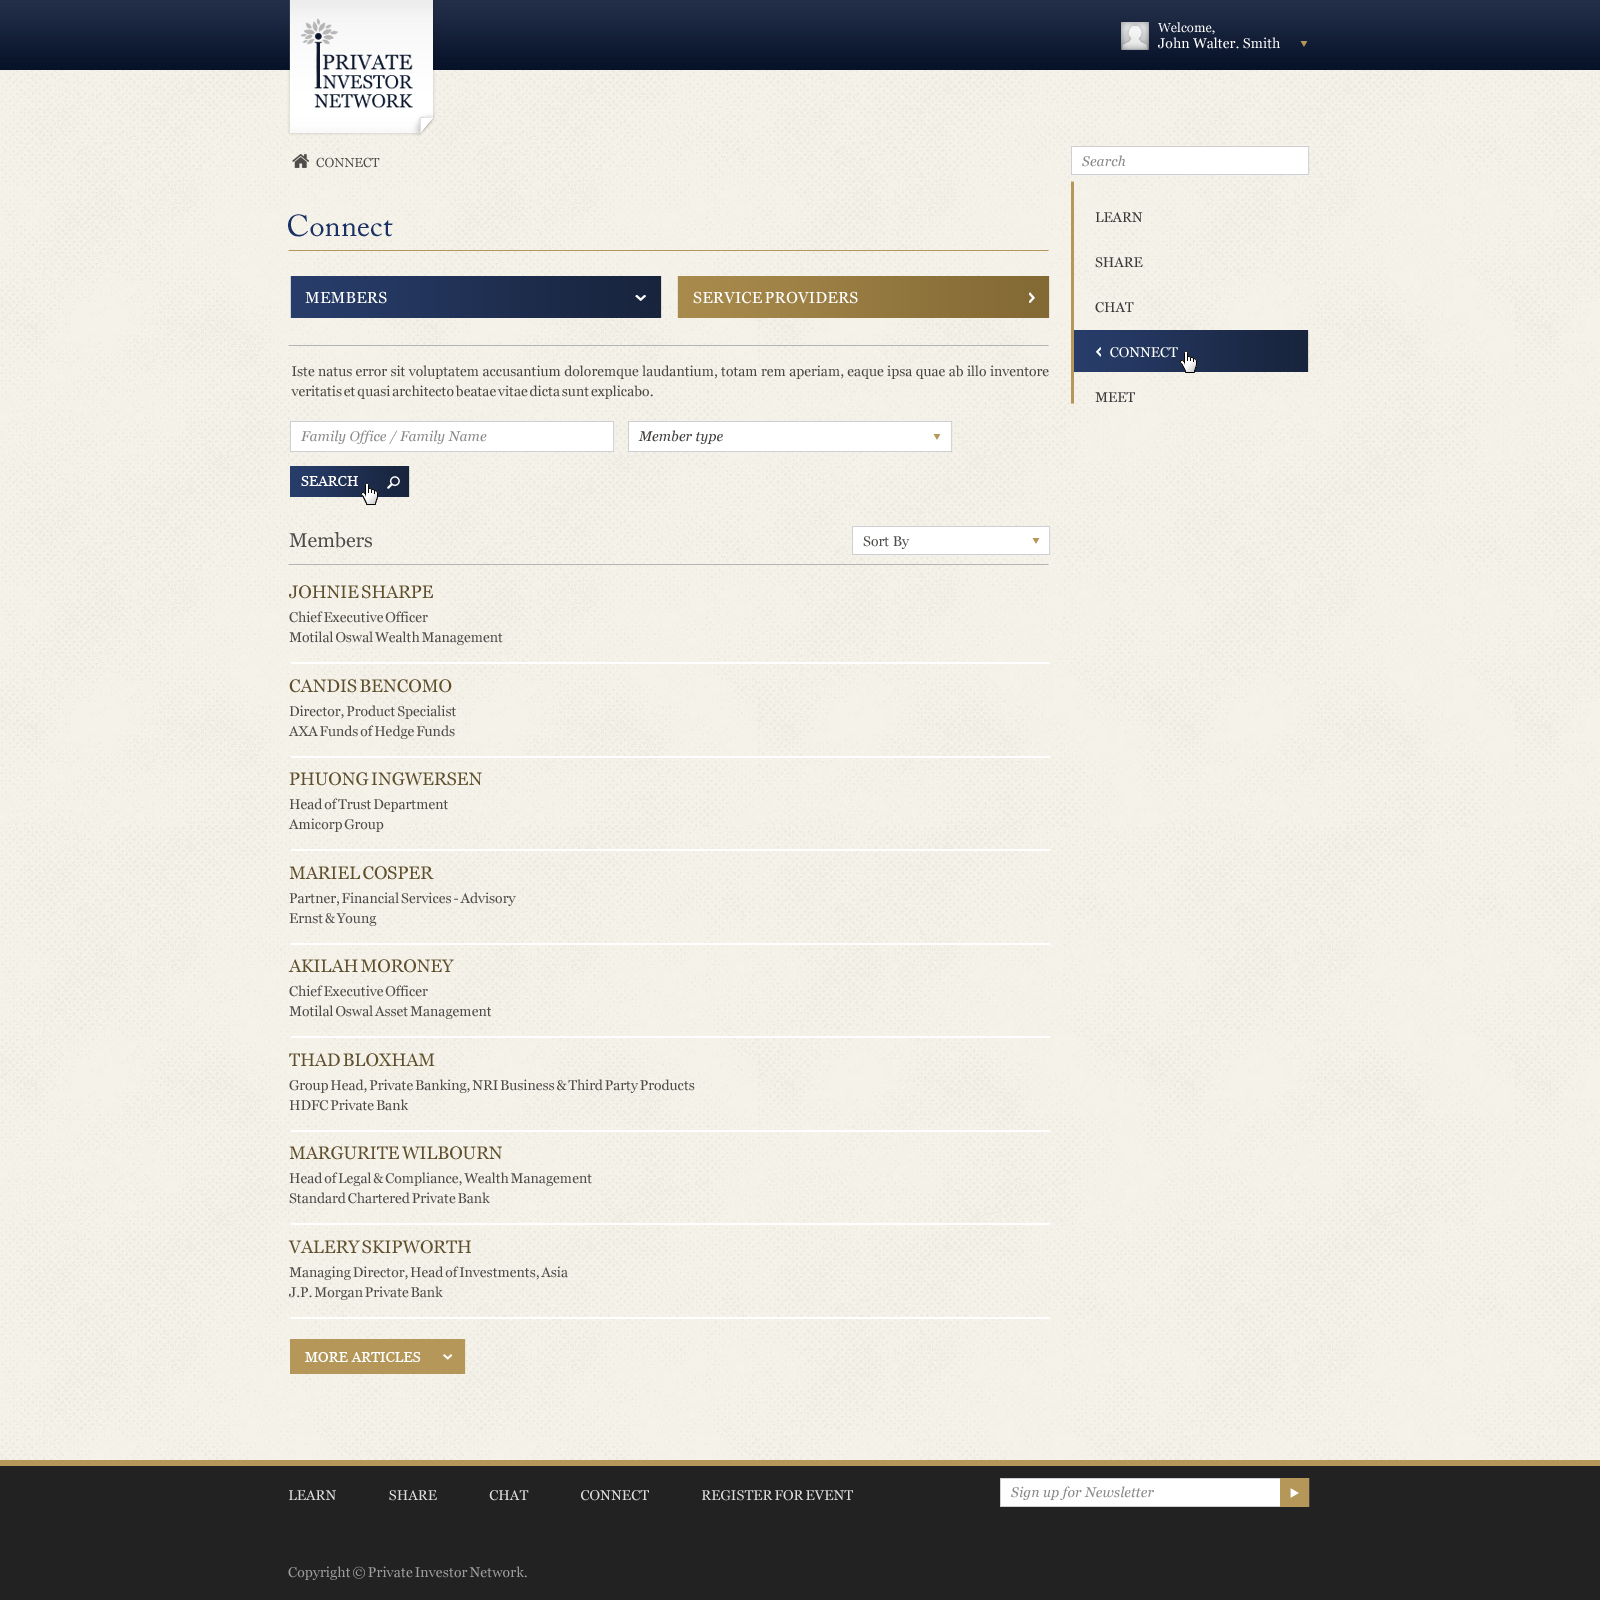 PRIVATE
INVESTOR
NETWORK
Welcome,
John Walter. Smith
CONNECT
Search
Connect
LEARN
SHARE
CHAT
CONNECT
MEET
MEMBERS
SERVICE PROVIDERS
Iste natus error sit voluptatem accusantium doloremque laudantium, totam rem aperiam, eaque ipsa quae ab illo inventore
veritatis et quasi architecto beatae vitae dicta sunt explicabo.
Family Office / Family Name
Member type
SEARCH
Members
Sort By
JOHNIE SHARPE
Chief Executive Officer
Motilal Oswal Wealth Management
CANDIS BENCOMO
Director, Product Specialist
AXA Funds of Hedge Funds
PHUONG INGWERSEN
Head of Trust Department
Amicorp Group
MARIEL COSPER
Partner, Financial Services - Advisory
Ernst & Young
AKILAH MORONEY
Chief Executive Officer
Motilal Oswal Asset Management
THAD BLOXHAM
Group Head, Private Banking, NRI Business & Third Party Products
HDFC Private Bank
MARGURITE WILBOURN
Head of Legal & Compliance, Wealth Management
Standard Chartered Private Bank
VALERY SKIPWORTH
Managing Director, Head of Investments, Asia
J.P. Morgan Private Bank
MORE ARTICLES
LEARN
SHARE
CHAT
CONNECT
REGISTER FOR EVENT
Sign up for Newsletter
Copyright © Private Investor Network.